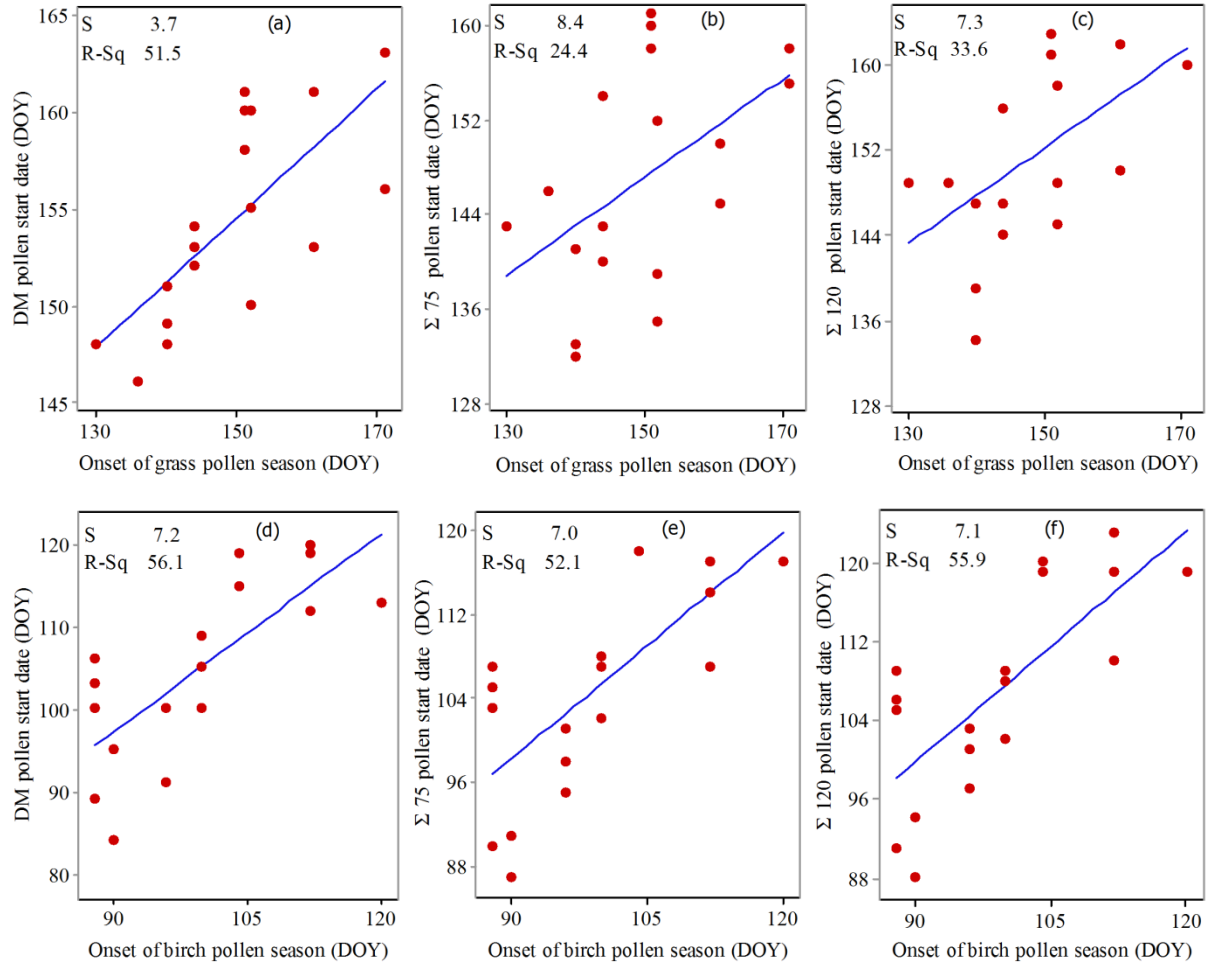 S 3.7 (a)
R-Sq 51.5
165
160
155
150
145
DM pollen start date (DOY)
130 150 170
Onset of grass pollen season (DOY)
S 8.4 (b)
R-Sq 24.4
160
152
144
136
128
Σ 75 pollen start date (DOY)
130 150 170
Onset of grass pollen season (DOY)
S 7.3 (c)
R-Sq 33.6
160
152
144
136
128
Σ 120 pollen start date (DOY)
130 150 170
Onset of grass pollen season (DOY)
S 7.2 (d)
R-Sq 56.1
120
110
100
90
80
DM pollen start date (DOY)
90 105 120
Onset of birch pollen season (DOY)
S 7.0 (e)
R-Sq 52.1
120
112
104
96
88
Σ 75 pollen start date (DOY)
90 105 120
Onset of birch pollen season (DOY)
S 7.1 (f)
R-Sq 55.9
120
112
104
96
88
Σ 120 pollen start date (DOY)
90 105 120
Onset of birch pollen season (DOY)